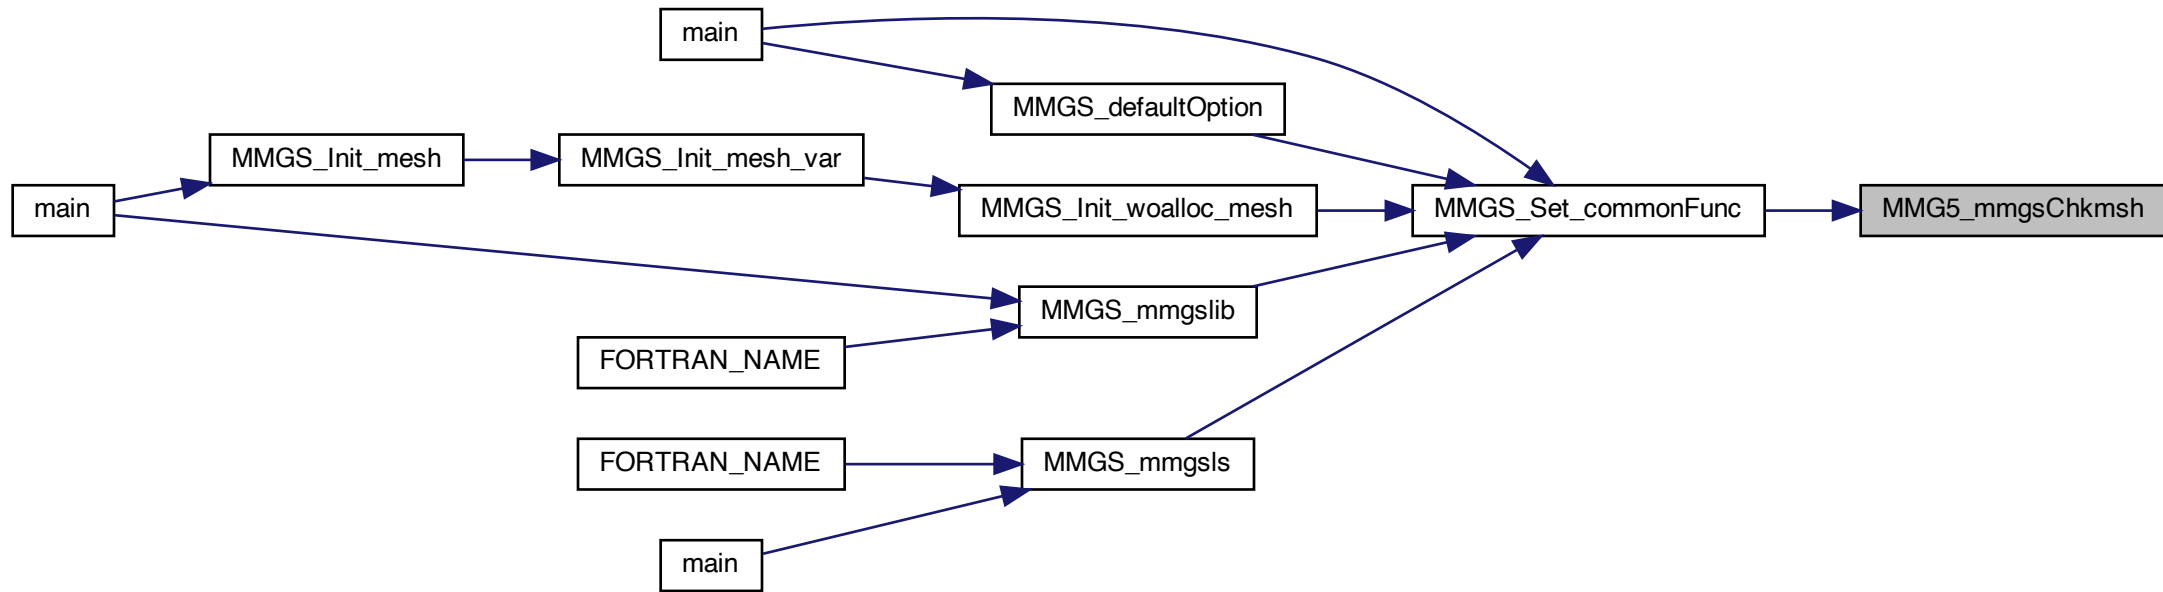 main
MMGS_defaultOption
MMGS_Init_mesh
MMGS_Init_mesh_var
main
MMGS_Init_woalloc_mesh
MMGS_Set_commonFunc
MMG5_mmgsChkmsh
MMGS_mmgslib
FORTRAN_NAME
FORTRAN_NAME
MMGS_mmgsls
main